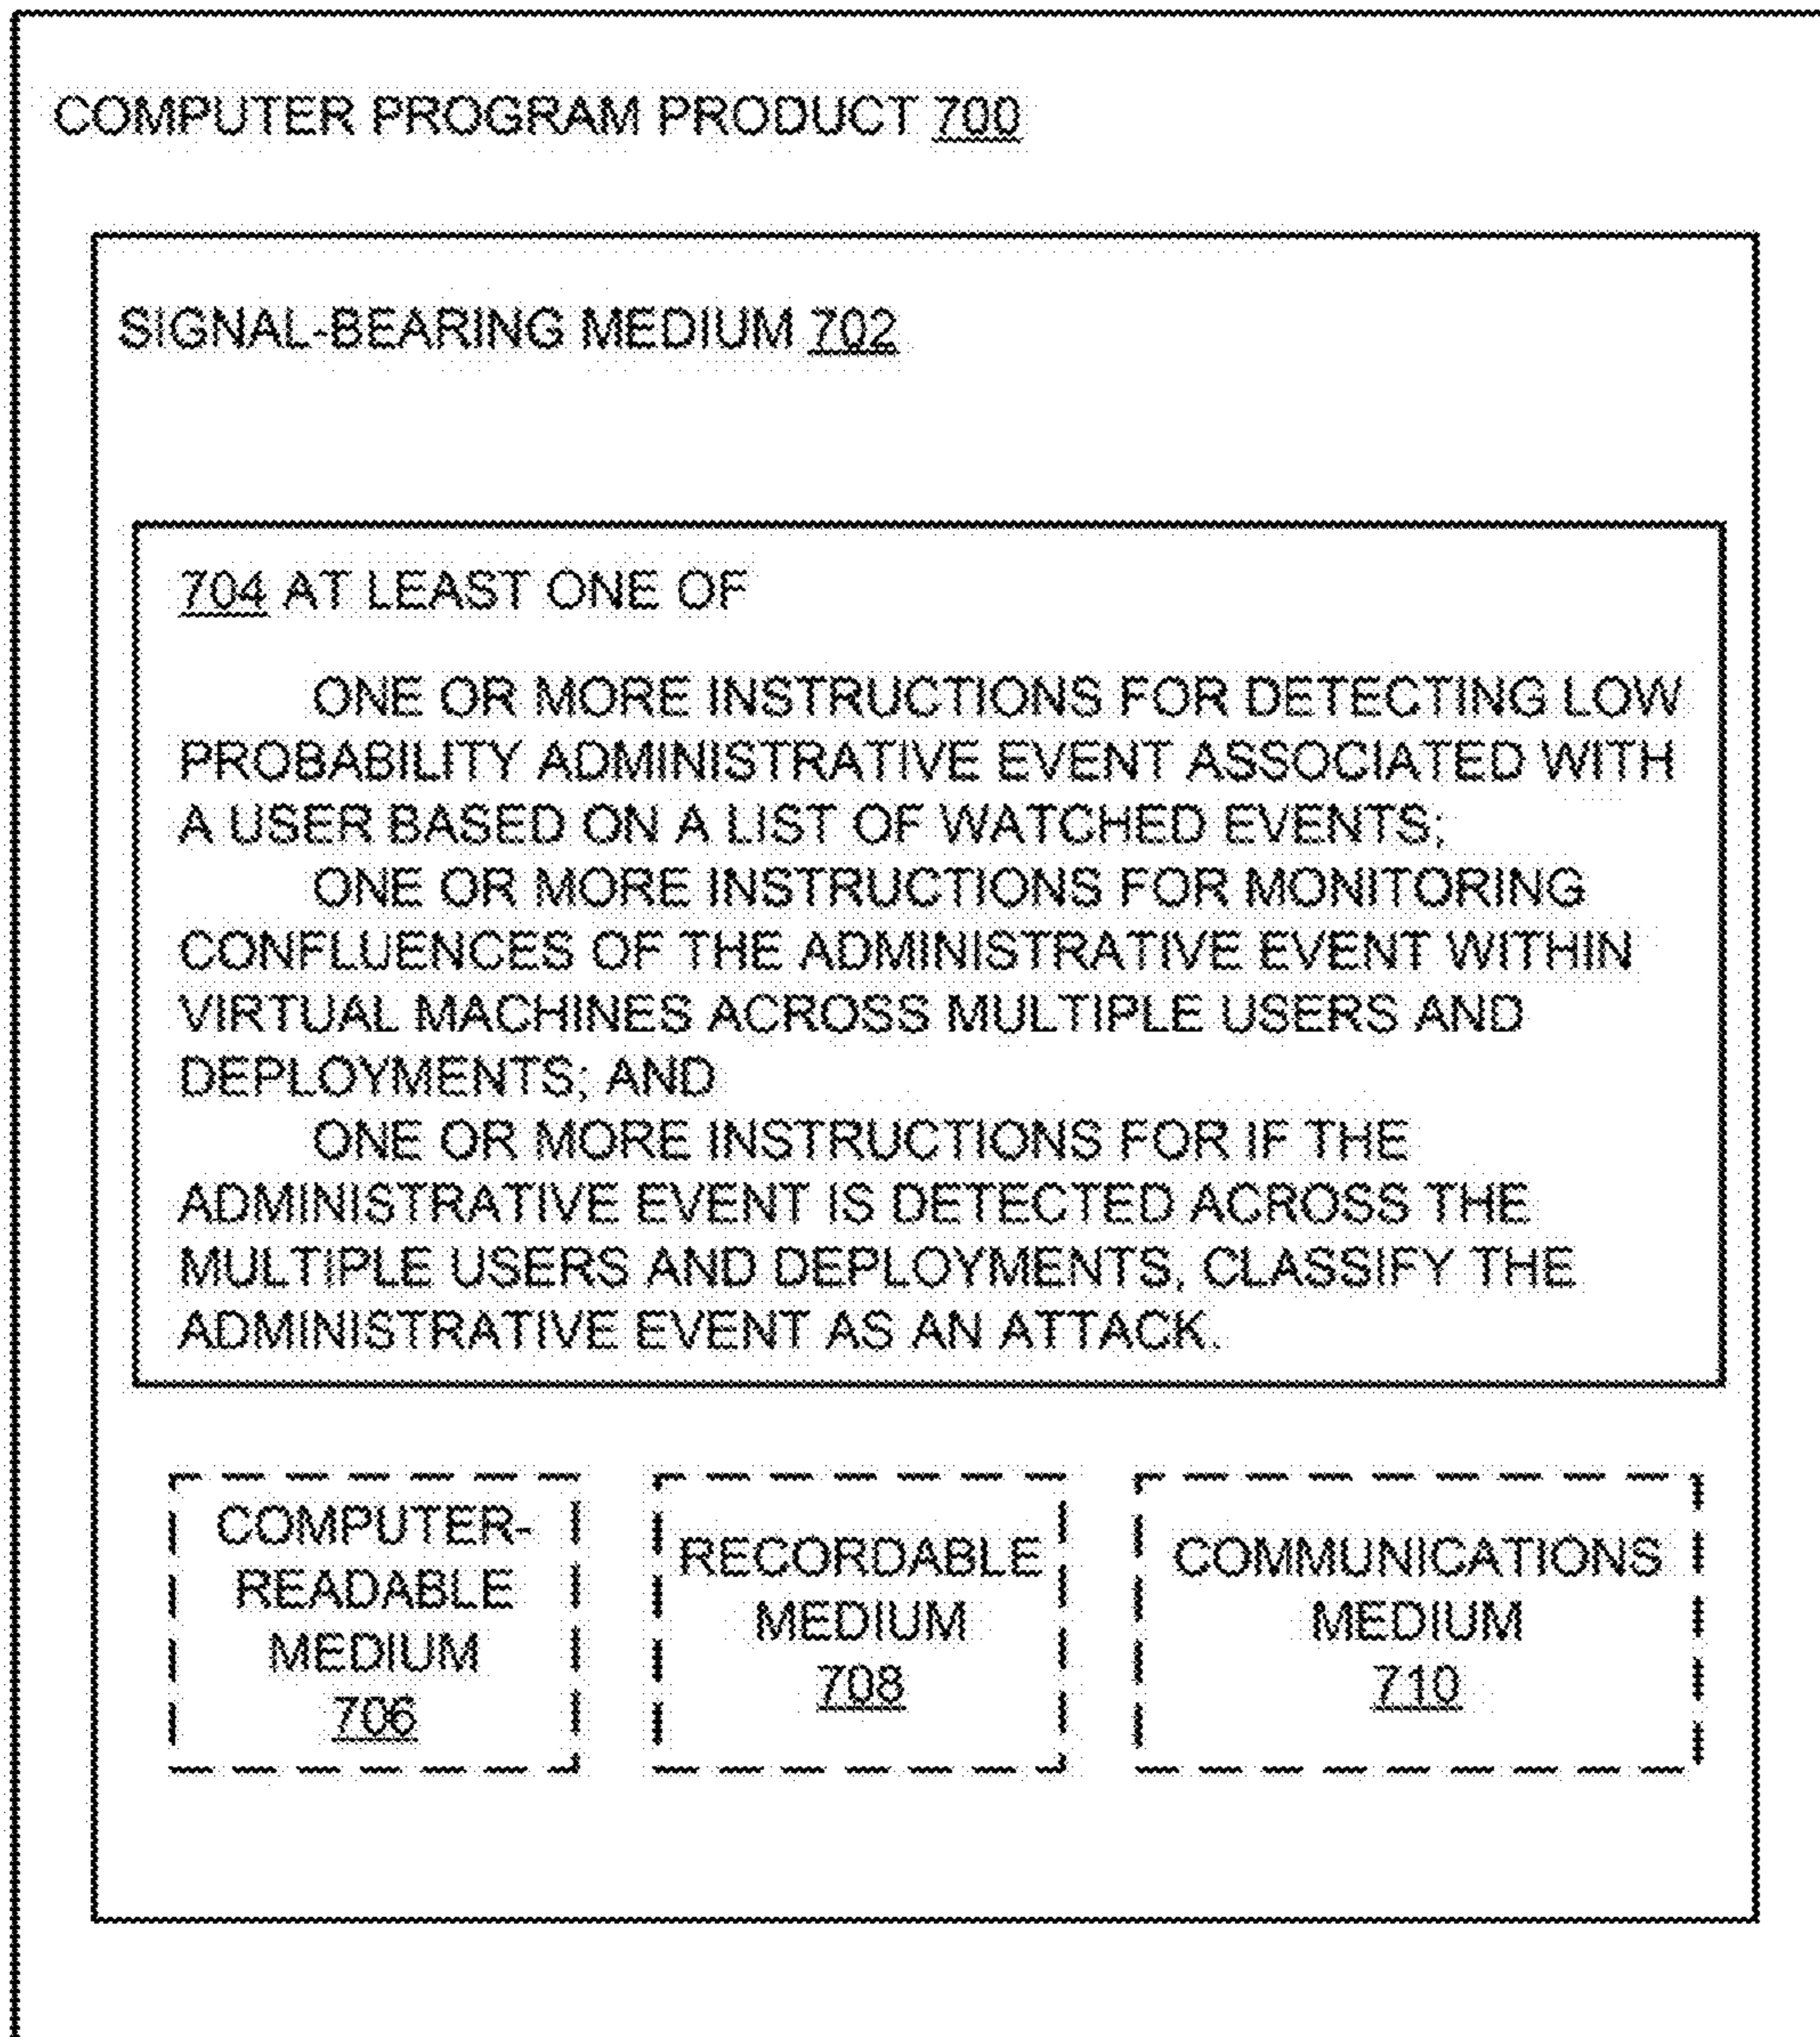 COMPUTER PROGRAM PRODUCT 700
SIGNAL-BEARING MEDIUM 702
704 AT LEAST ONE OF
ONE OR MORE INSTRUCTIONS FOR DETECTING LOW
PROBABILITY ADMINISTRATIVE EVENT ASSOCIATED WITH
A USER BASED ON A LIST OF WATCHED EVENTS;
ONE OR MORE INSTRUCTIONS FOR MONITORING
CONFLUENCES OF THE ADMINISTRATIVE EVENT WITHIN
VIRTUAL MACHINES ACROSS MULTIPLE USERS AND
DEPLOYMENTS; AND
ONE OR MORE INSTRUCTIONS FOR IF THE
ADMINISTRATIVE EVENT IS DETECTED ACROSS THE
MULTIPLE USERS AND DEPLOYMENTS, CLASSIFY THE
ADMINISTRATIVE EVENT AS AN ATTACK.
COMPUTER-
READABLE
MEDIUM
706
RECORDABLE
MEDIUM
708
COMMUNICATIONS
MEDIUM
710